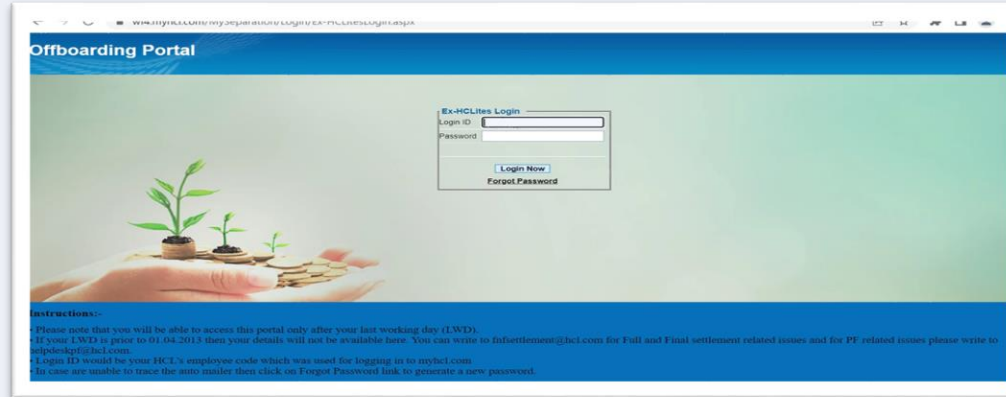 Offboarding Portal
Ex-HCLites Login
Login ID
Password
Login Now
Forgot Password
Instructions:-
• Please note that you will be able to access this portal only after your last working day (LWD).
• If your LWD is prior to 01.04.2013 then your details will not be available here. You can write to for Full and Final settlement related issues and for PF related issues please write to
helpdeskpf@hcl.com.
• Login ID would be your HCL's employee code which was used for logging in to myhcl.com
• In case are unable to trace the auto mailer then click on Forgot Password link to generate a new password.